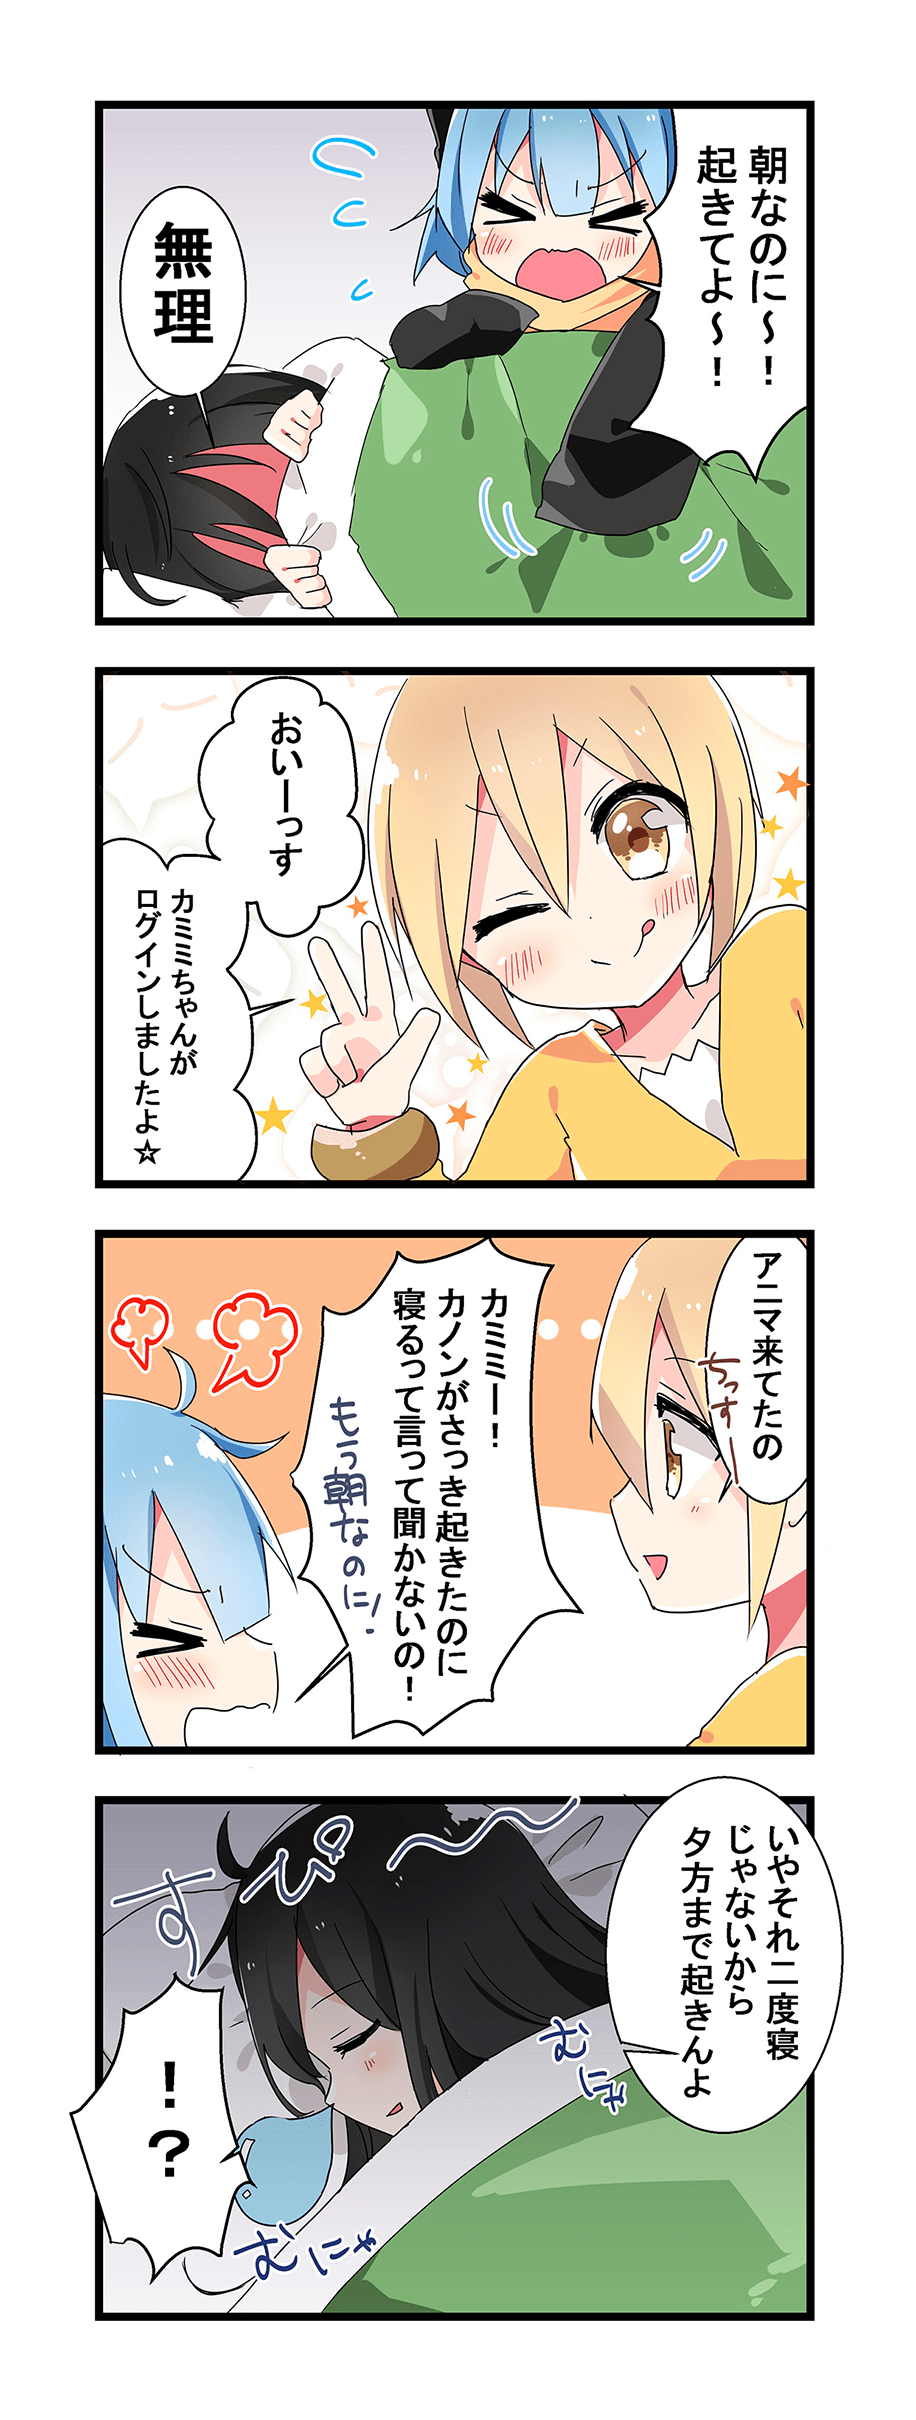 朝なのに～！
起きてよ～！
無理
おいーっす
カミミちゃんが
ログインしましたよ☆
アニマ来てたの
ちっすー
カミミー！
カノンがさっき起きたのに
寝るって言って聞かないの！
もう朝なのに！
いやそれ二度寝
じゃないから
夕方まで起きんよ
すぴ〜〜
むにゃ
！？
むにゃ